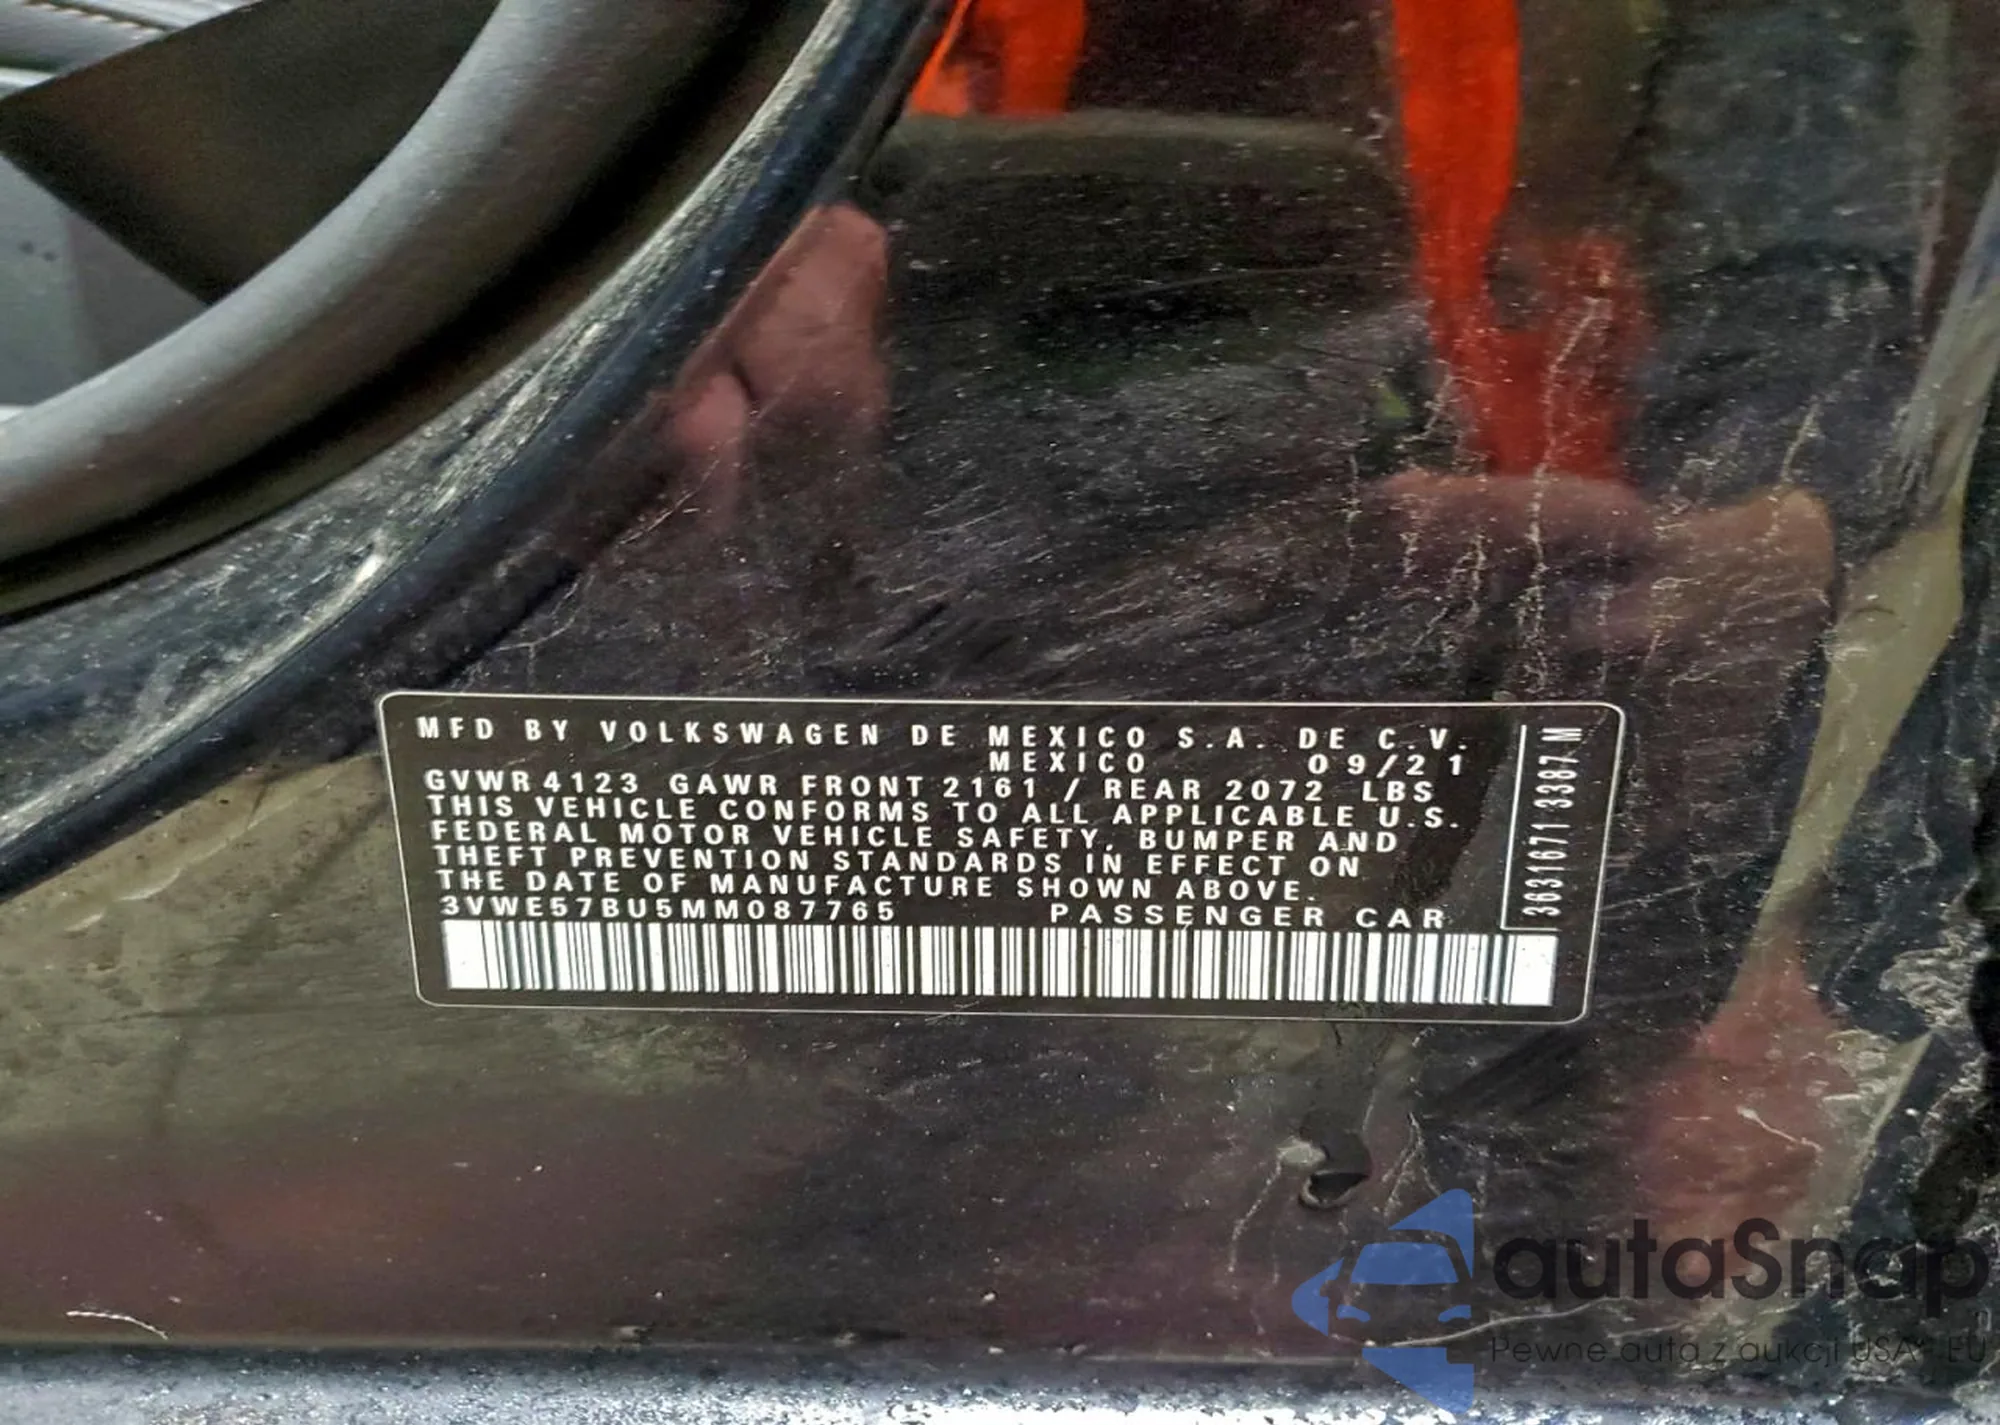 MFD BY VOLKSWAGEN DE MEXICO S.A. DE C.V.
MEXICO 09/21
GVWR 4123 GAWR FRONT 2161 / REAR 2072 LBS
THIS VEHICLE CONFORMS TO ALL APPLICABLE U.S.
FEDERAL MOTOR VEHICLE SAFETY, BUMPER AND
THEFT PREVENTION STANDARDS IN EFFECT ON
THE DATE OF MANUFACTURE SHOWN ABOVE.
3VWE57BU5MM087765 PASSENGER CAR
3631671 3387 M
autaSnap
Pewne auta z aukcji USA i EU